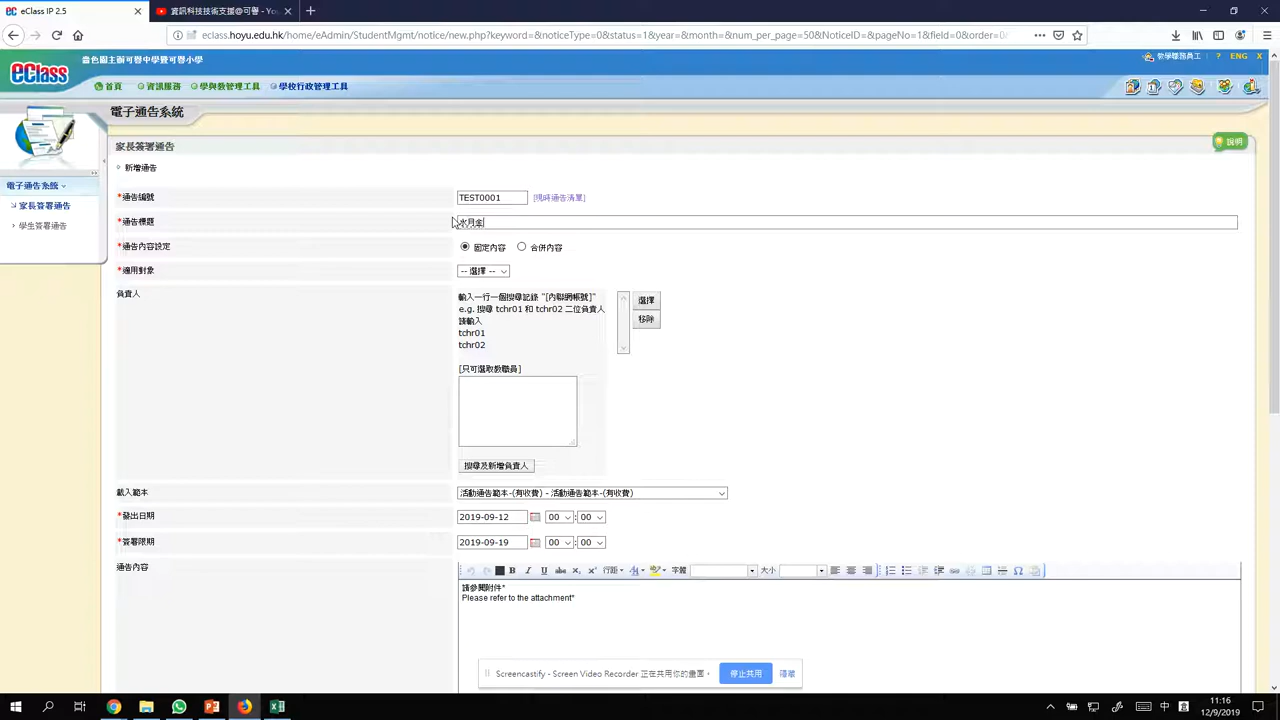 eClass IP 2.5
資訊科技技術支援@可譽 - Yo
eclass.hoyu.edu.hk/home/eAdmin/StudentMgmt/notice/new.php?keyword=&noticeType=0&status=1&year=&month=&num_per_page=50&NoticeID=&pageNo=1&field=0&order=0
eClass
嗇色園主辦可譽中學暨可譽小學
教學職員工
? ENG X
首頁
資訊服務
學與教管理工具
學校行政管理工具
電子通告系統
家長簽署通告
說明
新增通告
電子通告系統
家長簽署通告
學生簽署通告
*通告編號
TEST0001
[現時通告清單]
*通告標題
水月金
*通告內容設定
固定內容
合併內容
*適用對象
-- 選擇 --
負責人
輸入一行一個搜尋記錄 "[內聯網帳號]"
e.g. 搜尋 tchr01 和 tchr02 二位負責人
請輸入
tchr01
tchr02
選擇
移除
[只可選取教職員]
搜尋及新增負責人
載入範本
活動通告範本-(有收費) - 活動通告範本-(有收費)
*發出日期
2019-09-12
00 : 00
*簽署限期
2019-09-19
00 : 00
通告內容
B I U abc x₂ x² 行距 字體 大小 Ω
請參閱附件*
Please refer to the attachment*
Screencastify - Screen Video Recorder 正在共用你的畫面。
停止共用
隱藏
中
11:16
12/9/2019